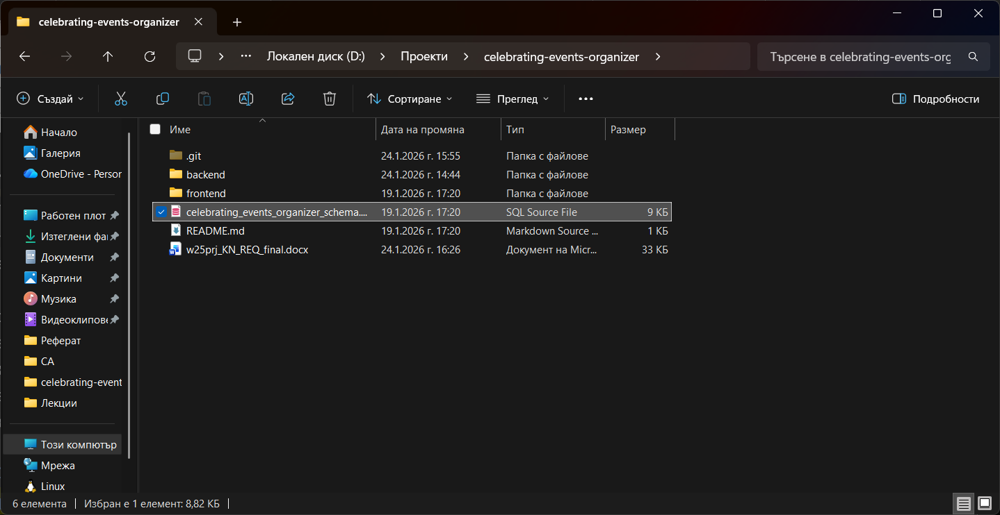 celebrating-events-organizer
Локален диск (D:) Проекти celebrating-events-organizer Търсене в celebrating-events-org
Създай Сортиране Преглед Подробности
Име Дата на промяна Тип Размер
.git 24.1.2026 г. 15:55 Папка с файлове
backend 24.1.2026 г. 14:44 Папка с файлове
frontend 19.1.2026 г. 17:20 Папка с файлове
celebrating_events_organizer_schema.... 19.1.2026 г. 17:20 SQL Source File 9 КБ
README.md 19.1.2026 г. 17:20 Markdown Source ... 1 КБ
w25prj_KN_REQ_final.docx 24.1.2026 г. 16:26 Документ на Micr... 33 КБ
Начало
Галерия
OneDrive - Person
Работен плот
Изтеглени фа
Документи
Картини
Музика
Видеоклипове
Реферат
СА
celebrating-event
Лекции
Този компютър
Мрежа
Linux
6 елемента Избран е 1 елемент: 8,82 КБ